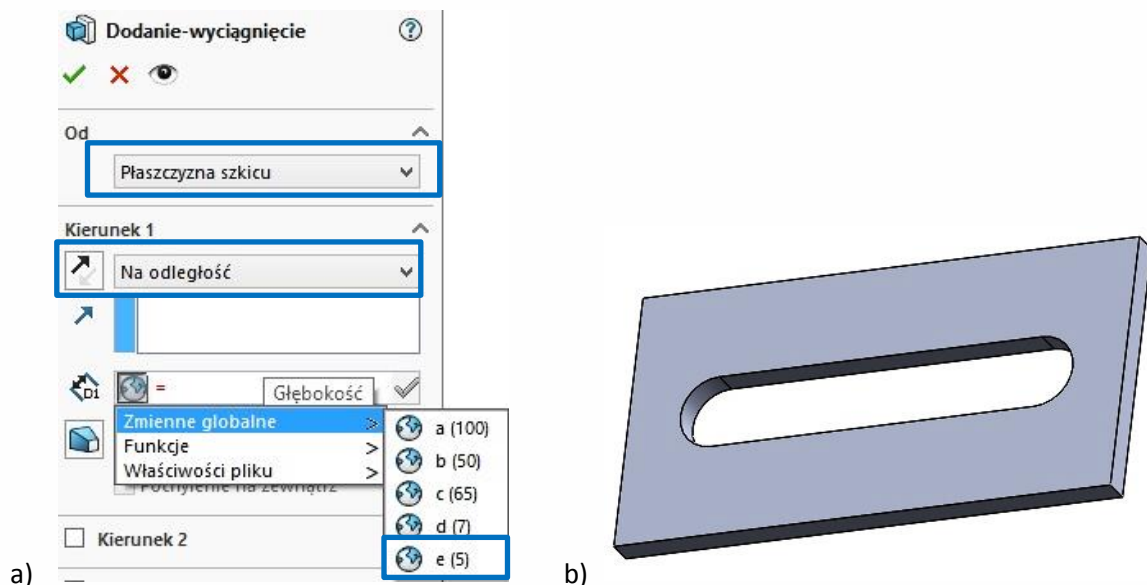 Dodanie-wyciągnięcie ?
Od
Płaszczyzna szkicu
Kierunek 1
Na odległość
D1 = Głębokość
Zmienne globalne >
Funkcje >
Właściwości pliku >
a (100)
b (50)
c (65)
d (7)
e (5)
Pochylenie na zewnątrz
Kierunek 2
a) b)